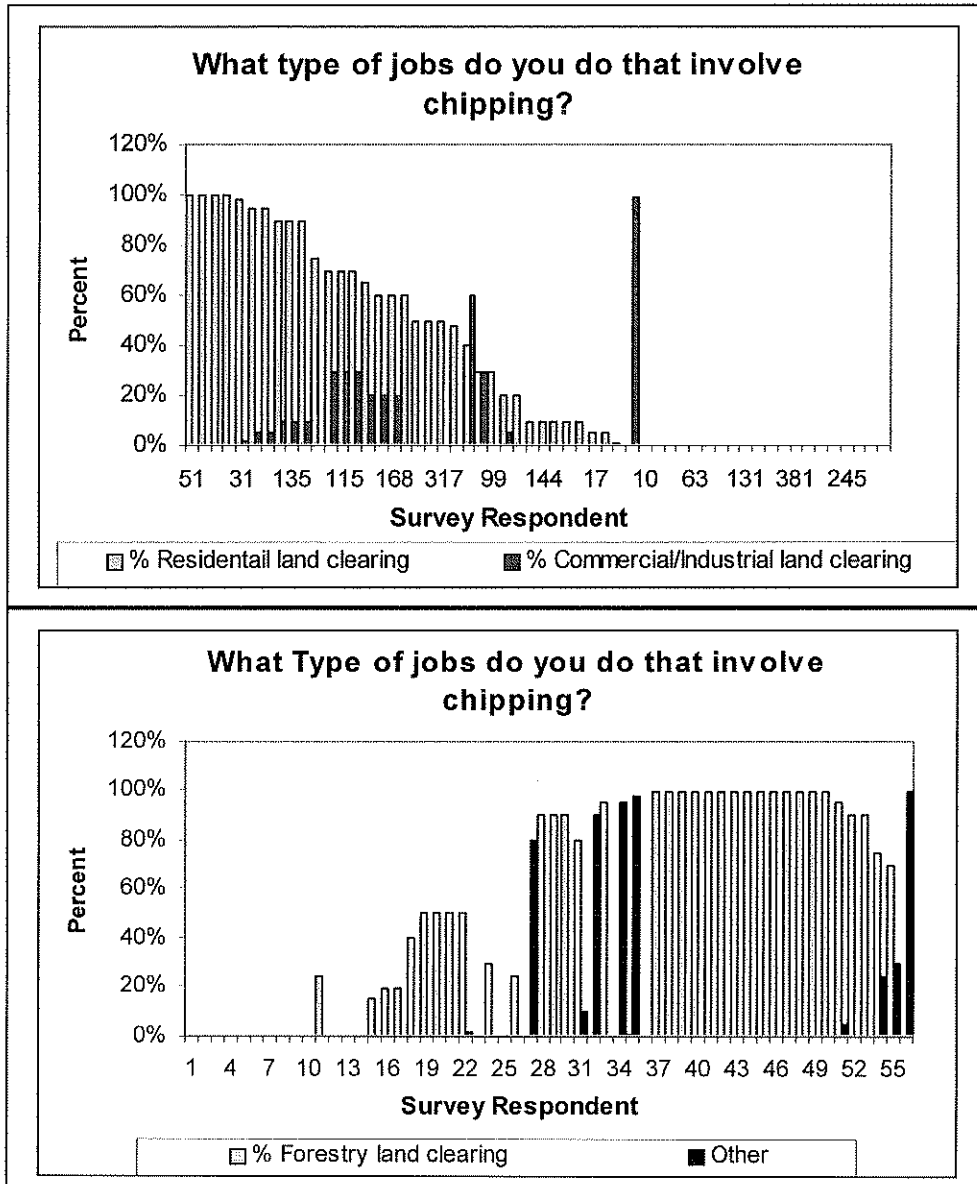 What type of jobs do you do that involve
chipping?
120%
100%
80%
60%
40%
20%
0%
Percent
51 31 135 115 168 317 99 144 17 10 63 131 381 245
Survey Respondent
% Residentail land clearing % Commercial/Industrial land clearing
What Type of jobs do you do that involve
chipping?
120%
100%
80%
60%
40%
20%
0%
Percent
1 4 7 10 13 16 19 22 25 28 31 34 37 40 43 46 49 52 55
Survey Respondent
% Forestry land clearing Other